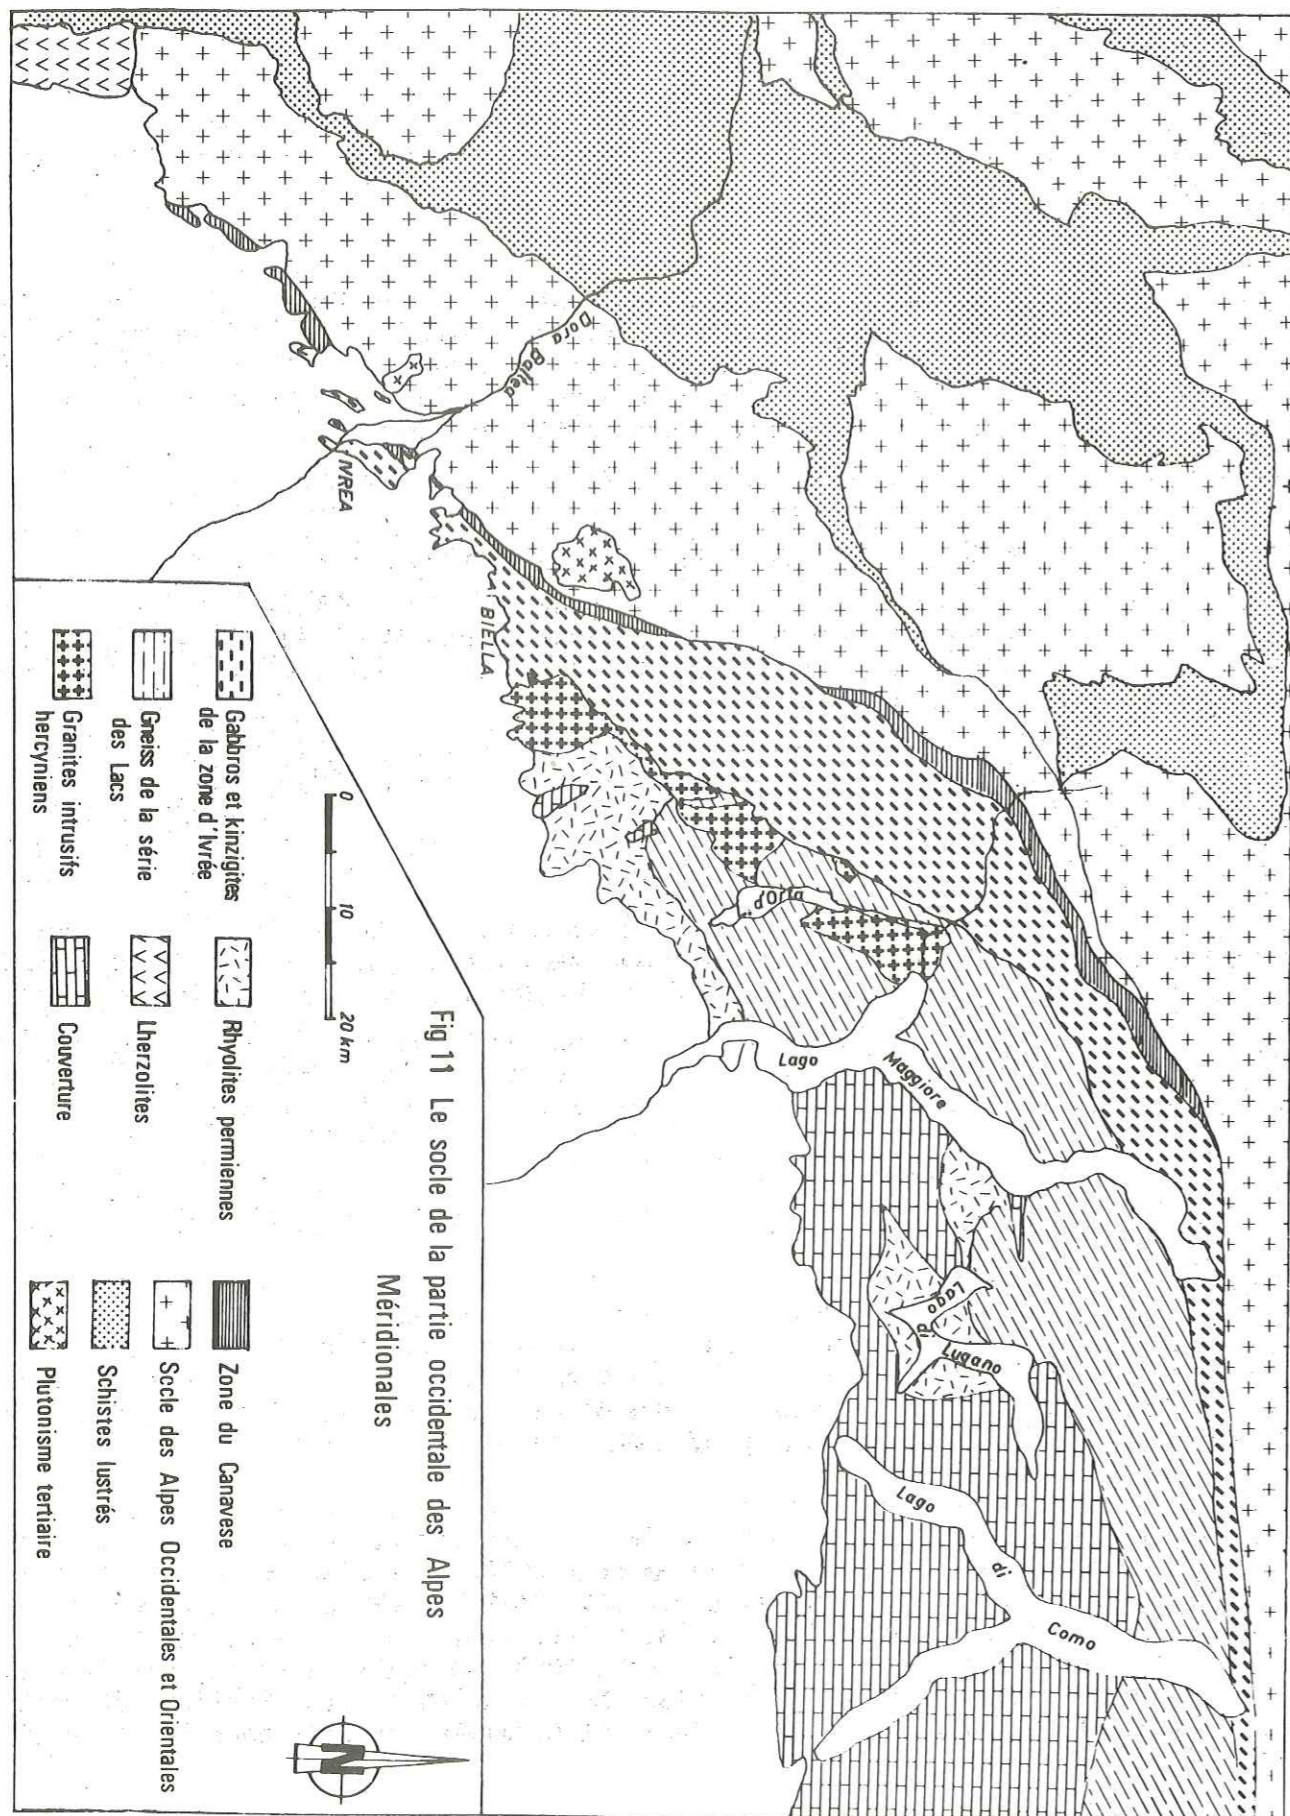 Dora Baltea
IVREA
BIELLA
d'Orta
Lago
Maggiore
Lago
di
Lugano
Lago
di
Como
Fig 11 Le socle de la partie occidentale des Alpes
Méridionales
0
10
20 km
N
Gabbros et kinzigites
de la zone d'Ivrée
Gneiss de la série
des Lacs
Granites intrusifs
hercyniens
Rhyolites permiennes
Lherzolites
Couverture
Zone du Canavese
Socle des Alpes Occidentales et Orientales
Schistes lustrés
Plutonisme tertiaire